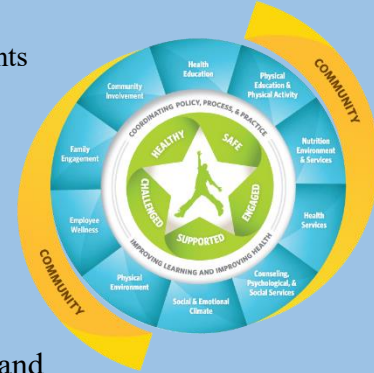 nts
COMMUNITY
Health
Education
Physical
Education &
Physical Activity
Nutrition
Environment
& Services
Health
Services
Counseling,
Psychological, &
Social Services
Social & Emotional
Climate
Physical
Environment
Employee
Wellness
Family
Engagement
Community
Involvement
COORDINATING POLICY, PROCESS, & PRACTICE
IMPROVING LEARNING AND IMPROVING HEALTH
HEALTHY
SAFE
ENGAGED
SUPPORTED
CHALLENGED
COMMUNITY
and